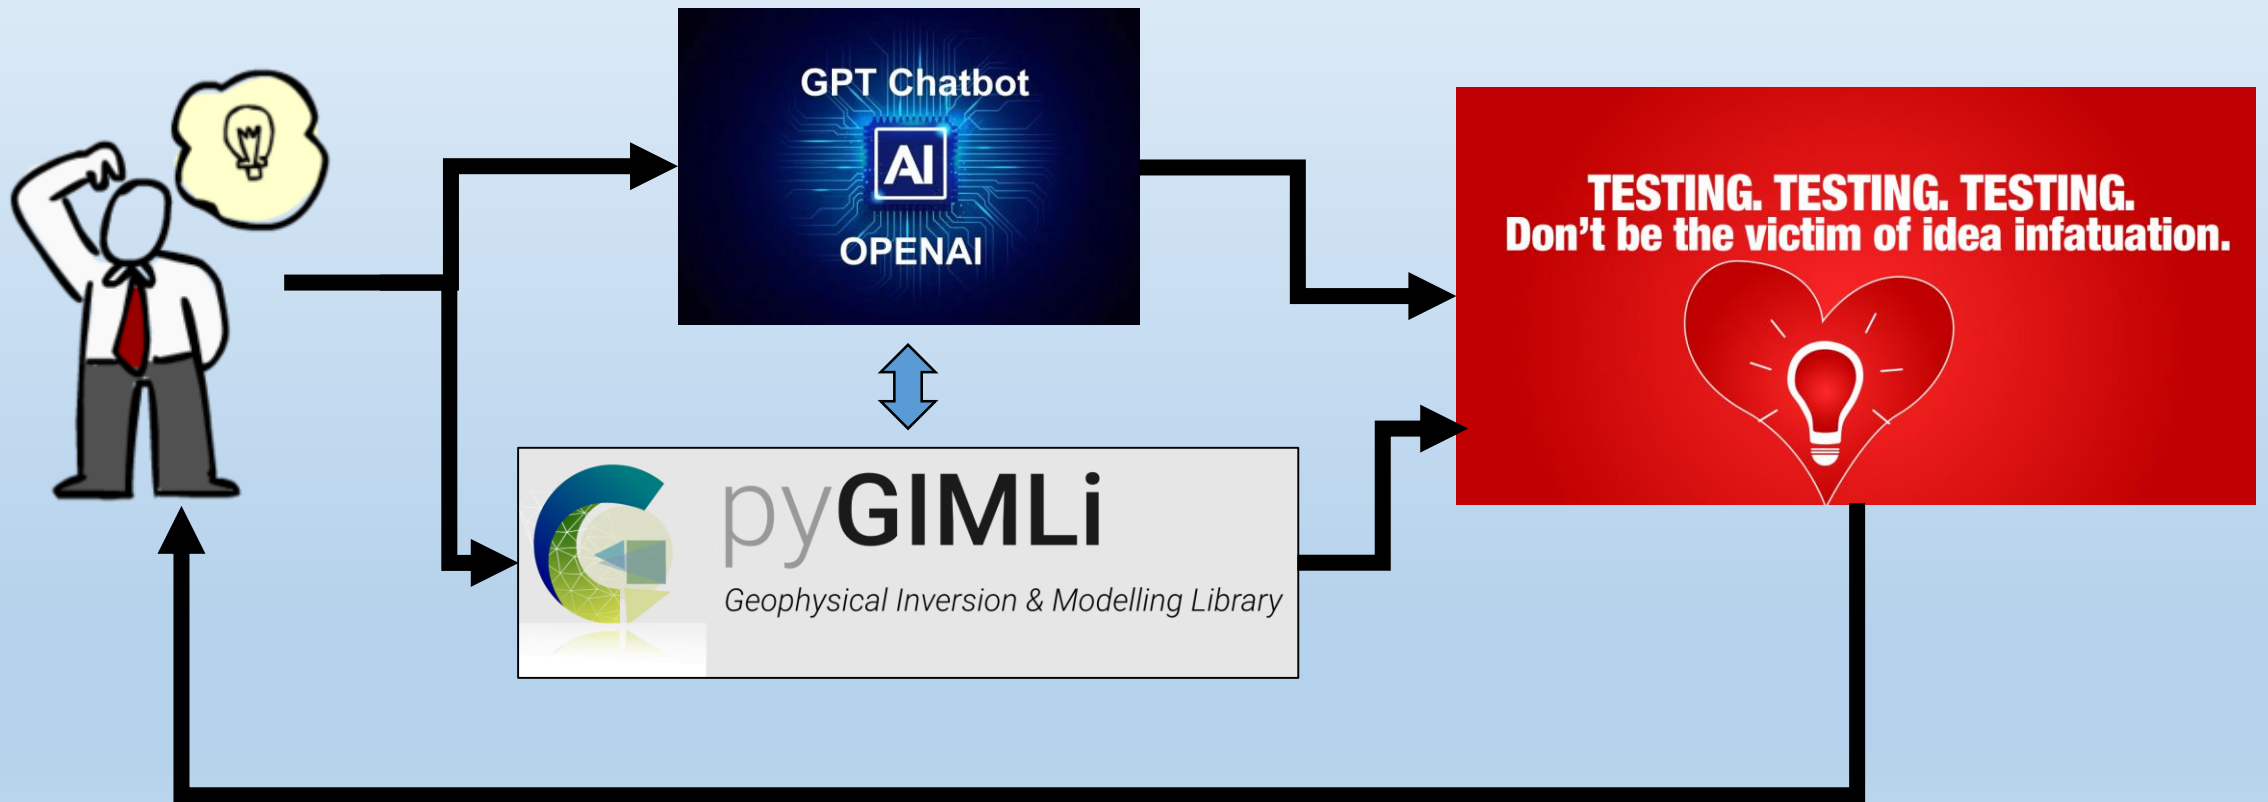 GPT Chatbot
AI
OPENAI
TESTING. TESTING. TESTING.
Don't be the victim of idea infatuation.
pyGIMLi
Geophysical Inversion & Modelling Library